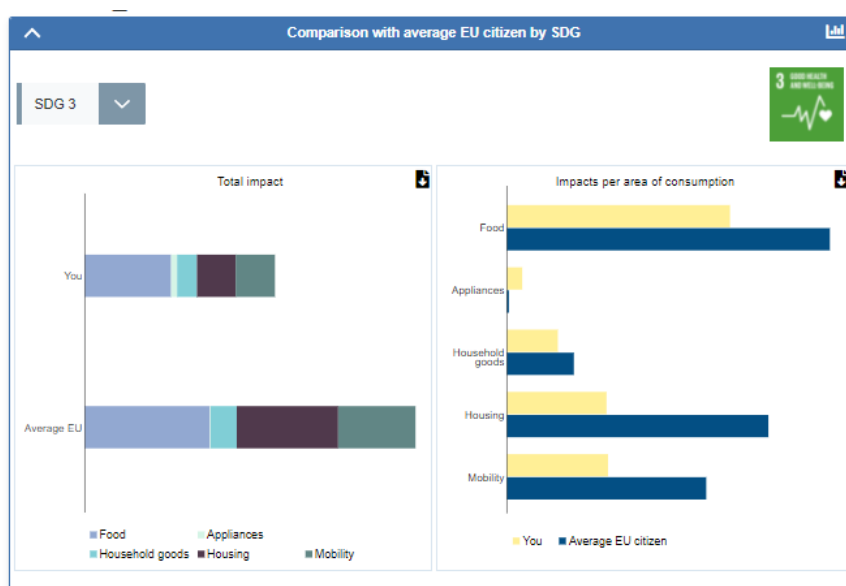 Comparison with average EU citizen by SDG
SDG 3
3 GOOD HEALTH
AND WELL-BEING
Total impact
You
Average EU
Food
Appliances
Household goods
Housing
Mobility
Impacts per area of consumption
Food
Appliances
Household
goods
Housing
Mobility
You
Average EU citizen